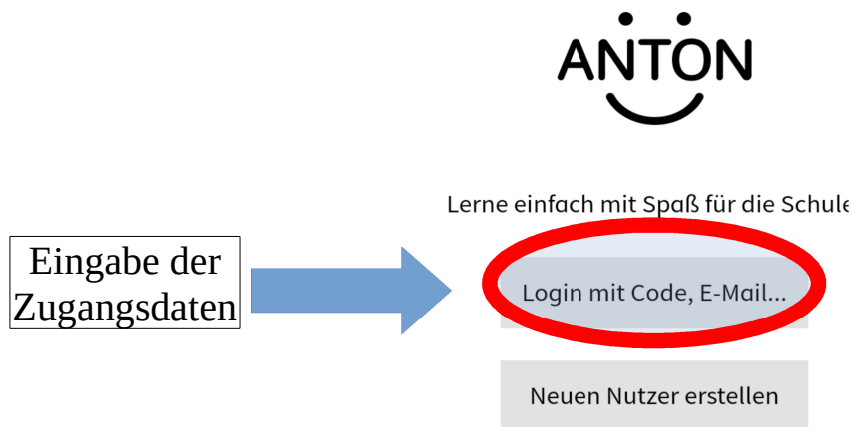 ANTON
Lerne einfach mit Spaß für die Schule
Eingabe der
Zugangsdaten
Login mit Code, E-Mail...
Neuen Nutzer erstellen